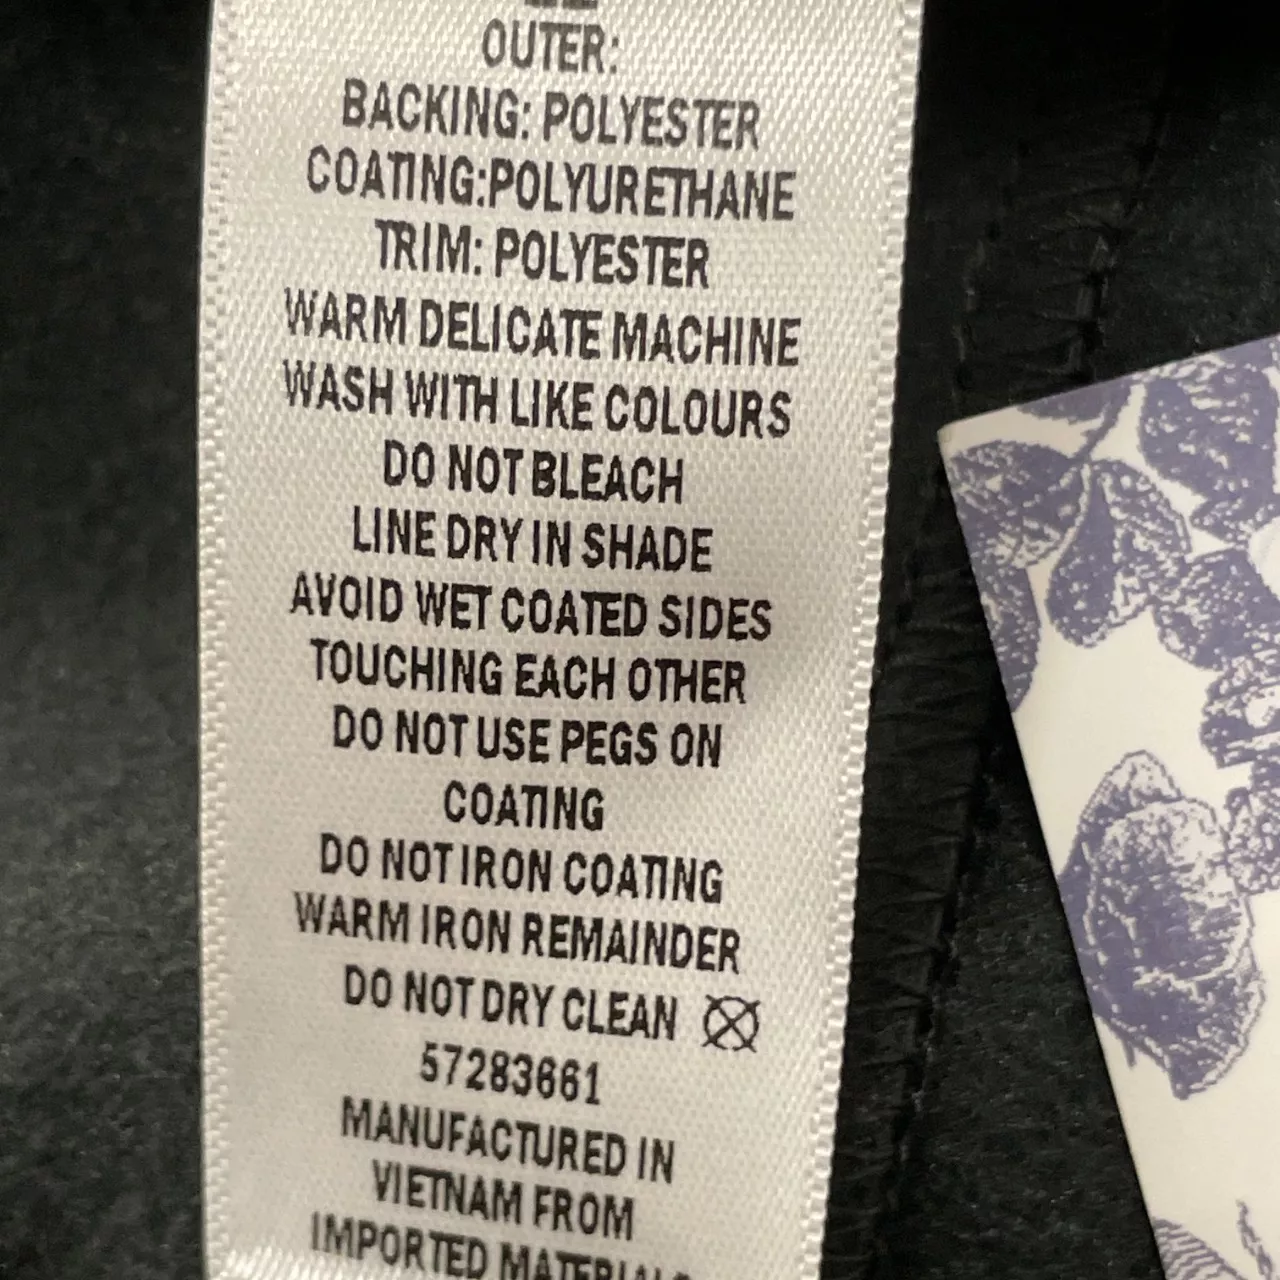 OUTER:
BACKING: POLYESTER
COATING:POLYURETHANE
TRIM: POLYESTER
WARM DELICATE MACHINE
WASH WITH LIKE COLOURS
DO NOT BLEACH
LINE DRY IN SHADE
AVOID WET COATED SIDES
TOUCHING EACH OTHER
DO NOT USE PEGS ON
COATING
DO NOT IRON COATING
WARM IRON REMAINDER
DO NOT DRY CLEAN
57283661
MANUFACTURED IN
VIETNAM FROM
IMPORTED MATERIALS